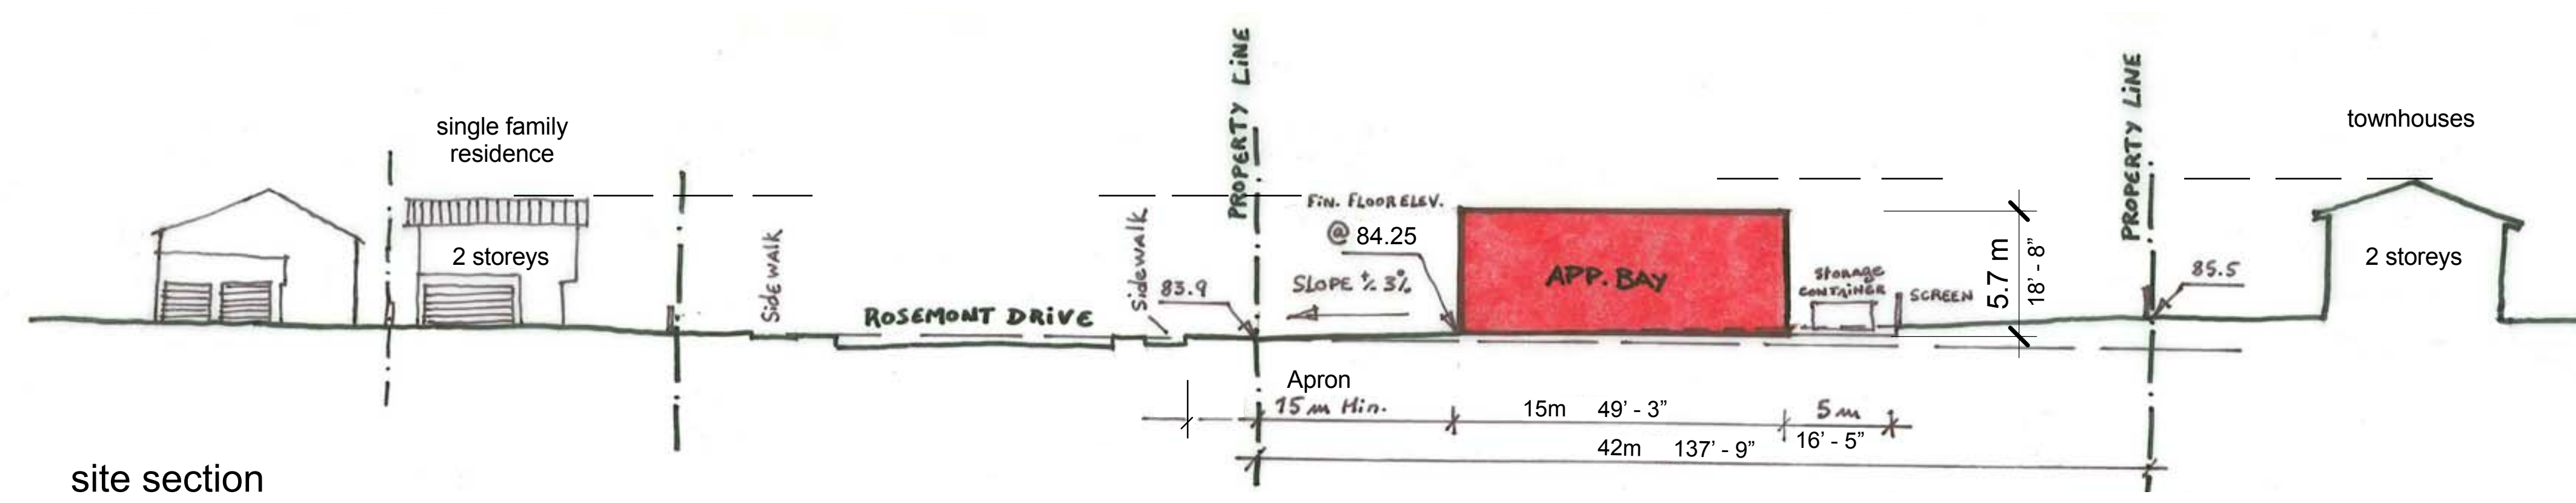 single family
residence
2 storeys
SIDEWALK
ROSEMONT DRIVE
SIDEWALK
83.9
PROPERTY LINE
FIN. FLOOR ELEV.
@ 84.25
SLOPE +/- 3%
APP. BAY
STORAGE
CONTAINER
SCREEN
5.7 m
18' - 8"
PROPERTY LINE
85.5
townhouses
2 storeys
Apron
15 m Min.
15m 49' - 3"
5 m
16' - 5"
42m 137' - 9"
site section